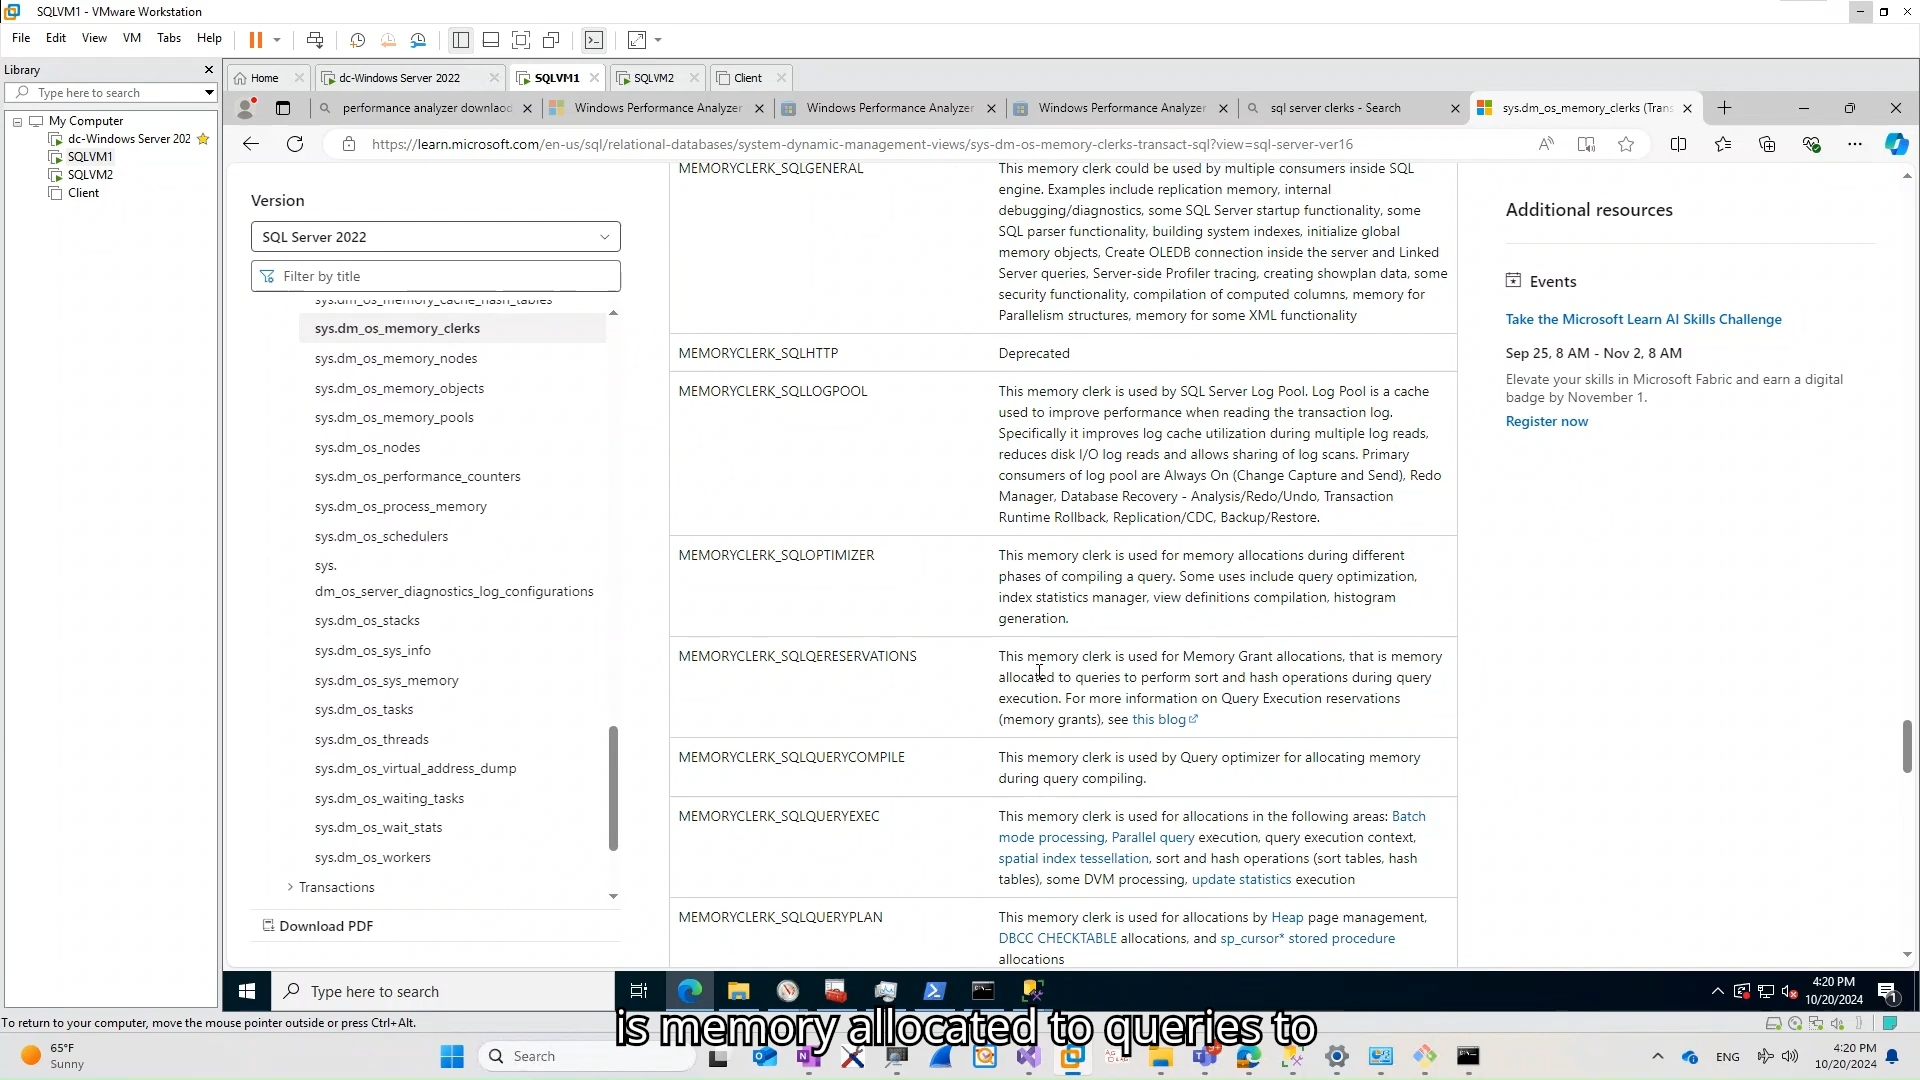 SQLVM1 - VMware Workstation
File Edit View VM Tabs Help
Library
Type here to search
My Computer
dc-Windows Server 202
SQLVM1
SQLVM2
Client
Home
dc-Windows Server 2022
SQLVM1
SQLVM2
Client
performance analyzer downlaod
Windows Performance Analyzer
Windows Performance Analyzer
Windows Performance Analyzer
sql server clerks - Search
sys.dm_os_memory_clerks (Trans
https://learn.microsoft.com/en-us/sql/relational-databases/system-dynamic-management-views/sys-dm-os-memory-clerks-transact-sql?view=sql-server-ver16
Version
SQL Server 2022
Filter by title
sys.dm_os_memory_cache_hash_tables
sys.dm_os_memory_clerks
sys.dm_os_memory_nodes
sys.dm_os_memory_objects
sys.dm_os_memory_pools
sys.dm_os_nodes
sys.dm_os_performance_counters
sys.dm_os_process_memory
sys.dm_os_schedulers
sys.
dm_os_server_diagnostics_log_configurations
sys.dm_os_stacks
sys.dm_os_sys_info
sys.dm_os_sys_memory
sys.dm_os_tasks
sys.dm_os_threads
sys.dm_os_virtual_address_dump
sys.dm_os_waiting_tasks
sys.dm_os_wait_stats
sys.dm_os_workers
Transactions
Download PDF
MEMORYCLERK_SQLGENERAL
This memory clerk could be used by multiple consumers inside SQL
engine. Examples include replication memory, internal
debugging/diagnostics, some SQL Server startup functionality, some
SQL parser functionality, building system indexes, initialize global
memory objects, Create OLEDB connection inside the server and Linked
Server queries, Server-side Profiler tracing, creating showplan data, some
security functionality, compilation of computed columns, memory for
Parallelism structures, memory for some XML functionality
MEMORYCLERK_SQLHTTP
Deprecated
MEMORYCLERK_SQLLOGPOOL
This memory clerk is used by SQL Server Log Pool. Log Pool is a cache
used to improve performance when reading the transaction log.
Specifically it improves log cache utilization during multiple log reads,
reduces disk I/O log reads and allows sharing of log scans. Primary
consumers of log pool are Always On (Change Capture and Send), Redo
Manager, Database Recovery - Analysis/Redo/Undo, Transaction
Runtime Rollback, Replication/CDC, Backup/Restore.
MEMORYCLERK_SQLOPTIMIZER
This memory clerk is used for memory allocations during different
phases of compiling a query. Some uses include query optimization,
index statistics manager, view definitions compilation, histogram
generation.
MEMORYCLERK_SQLQERESERVATIONS
This memory clerk is used for Memory Grant allocations, that is memory
allocated to queries to perform sort and hash operations during query
execution. For more information on Query Execution reservations
(memory grants), see this blog
MEMORYCLERK_SQLQUERYCOMPILE
This memory clerk is used by Query optimizer for allocating memory
during query compiling.
MEMORYCLERK_SQLQUERYEXEC
This memory clerk is used for allocations in the following areas: Batch
mode processing, Parallel query execution, query execution context,
spatial index tessellation, sort and hash operations (sort tables, hash
tables), some DVM processing, update statistics execution
MEMORYCLERK_SQLQUERYPLAN
This memory clerk is used for allocations by Heap page management,
DBCC CHECKTABLE allocations, and sp_cursor* stored procedure
allocations
Additional resources
Events
Take the Microsoft Learn AI Skills Challenge
Sep 25, 8 AM - Nov 2, 8 AM
Elevate your skills in Microsoft Fabric and earn a digital
badge by November 1.
Register now
Type here to search
4:20 PM
10/20/2024
1
To return to your computer, move the mouse pointer outside or press Ctrl+Alt.
is memory allocated to queries to
65°F
Sunny
Search
ENG
4:20 PM
10/20/2024